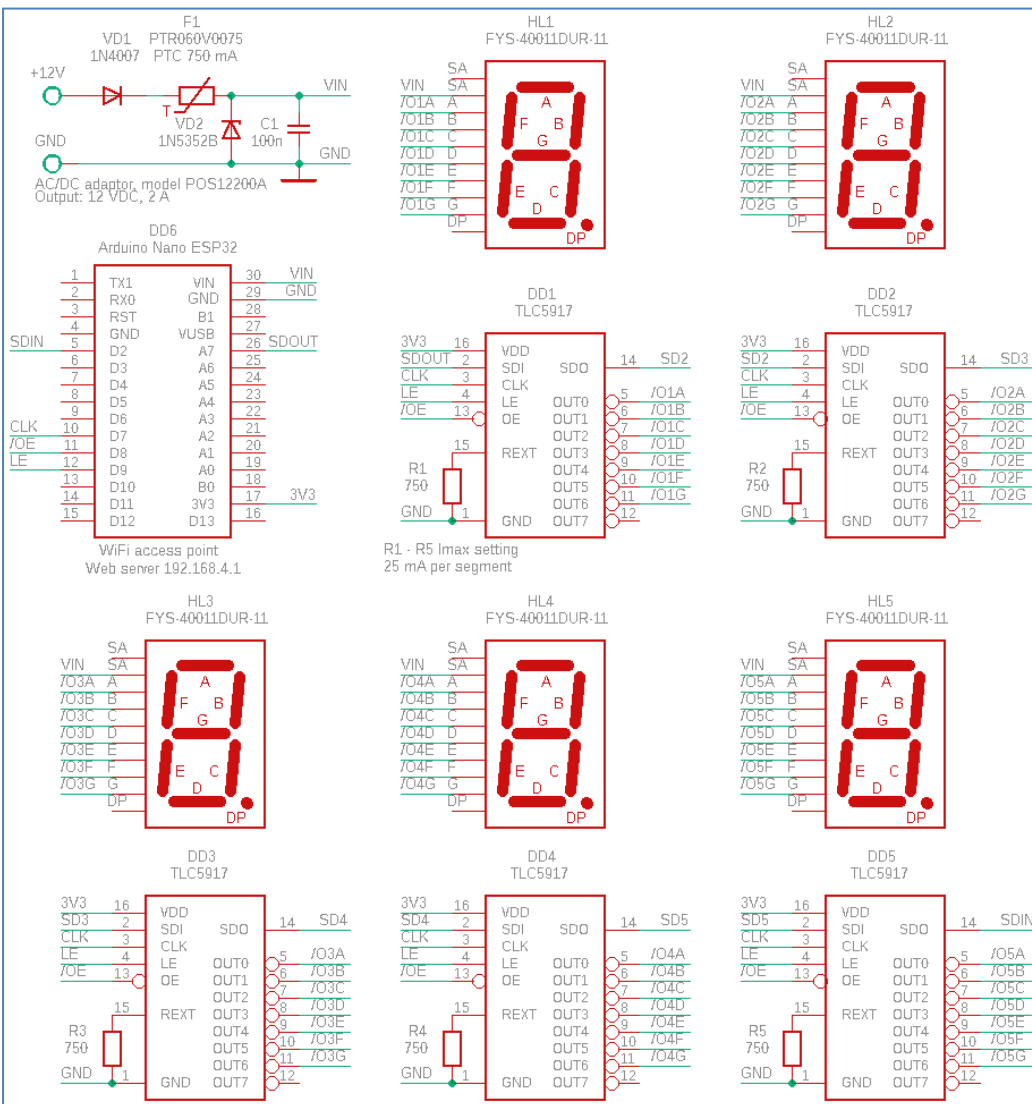 F1
VD1 PTR060V0075
1N4007 PTC 750 mA
+12V
VIN
T
VD2
1N5352B
C1
100n
GND
GND
AC/DC adaptor, model POS12200A
Output: 12 VDC, 2 A
HL1
FYS-40011DUR-11
SA
VIN SA
/O1A A
/O1B B
/O1C C
/O1D D
/O1E E
/O1F F
/O1G G
DP
A
F B
G
E C
D
DP
HL2
FYS-40011DUR-11
SA
VIN SA
/O2A A
/O2B B
/O2C C
/O2D D
/O2E E
/O2F F
/O2G G
DP
A
F B
G
E C
D
DP
DD6
Arduino Nano ESP32
1 TX1 VIN 30 VIN
2 RX0 GND 29 GND
3 RST B1 28
4 GND VUSB 27
SDIN 5 D2 A7 26 SDOUT
6 D3 A6 25
7 D4 A5 24
8 D5 A4 23
9 D6 A3 22
CLK 10 D7 A2 21
/OE 11 D8 A1 20
LE 12 D9 A0 19
13 D10 B0 18
14 D11 3V3 17 3V3
15 D12 D13 16
WiFi access point
Web server 192.168.4.1
DD1
TLC5917
3V3 16 VDD
SDOUT 2 SDI SDO 14 SD2
CLK 3 CLK
LE 4 LE OUT0 5 /O1A
/OE 13 OE OUT1 6 /O1B
OUT2 7 /O1C
15 REXT OUT3 8 /O1D
OUT4 9 /O1E
R1 OUT5 10 /O1F
750 OUT6 11 /O1G
GND 1 GND OUT7 12
R1 - R5 Imax setting
25 mA per segment
DD2
TLC5917
3V3 16 VDD
SD2 2 SDI SDO 14 SD3
CLK 3 CLK
LE 4 LE OUT0 5 /O2A
/OE 13 OE OUT1 6 /O2B
OUT2 7 /O2C
15 REXT OUT3 8 /O2D
OUT4 9 /O2E
R2 OUT5 10 /O2F
750 OUT6 11 /O2G
GND 1 GND OUT7 12
HL3
FYS-40011DUR-11
SA
VIN SA
/O3A A
/O3B B
/O3C C
/O3D D
/O3E E
/O3F F
/O3G G
DP
A
F B
G
E C
D
DP
HL4
FYS-40011DUR-11
SA
VIN SA
/O4A A
/O4B B
/O4C C
/O4D D
/O4E E
/O4F F
/O4G G
DP
A
F B
G
E C
D
DP
HL5
FYS-40011DUR-11
SA
VIN SA
/O5A A
/O5B B
/O5C C
/O5D D
/O5E E
/O5F F
/O5G G
DP
A
F B
G
E C
D
DP
DD3
TLC5917
3V3 16 VDD
SD3 2 SDI SDO 14 SD4
CLK 3 CLK
LE 4 LE OUT0 5 /O3A
/OE 13 OE OUT1 6 /O3B
OUT2 7 /O3C
15 REXT OUT3 8 /O3D
OUT4 9 /O3E
R3 OUT5 10 /O3F
750 OUT6 11 /O3G
GND 1 GND OUT7 12
DD4
TLC5917
3V3 16 VDD
SD4 2 SDI SDO 14 SD5
CLK 3 CLK
LE 4 LE OUT0 5 /O4A
/OE 13 OE OUT1 6 /O4B
OUT2 7 /O4C
15 REXT OUT3 8 /O4D
OUT4 9 /O4E
R4 OUT5 10 /O4F
750 OUT6 11 /O4G
GND 1 GND OUT7 12
DD5
TLC5917
3V3 16 VDD
SD5 2 SDI SDO 14 SDIN
CLK 3 CLK
LE 4 LE OUT0 5 /O5A
/OE 13 OE OUT1 6 /O5B
OUT2 7 /O5C
15 REXT OUT3 8 /O5D
OUT4 9 /O5E
R5 OUT5 10 /O5F
750 OUT6 11 /O5G
GND 1 GND OUT7 12